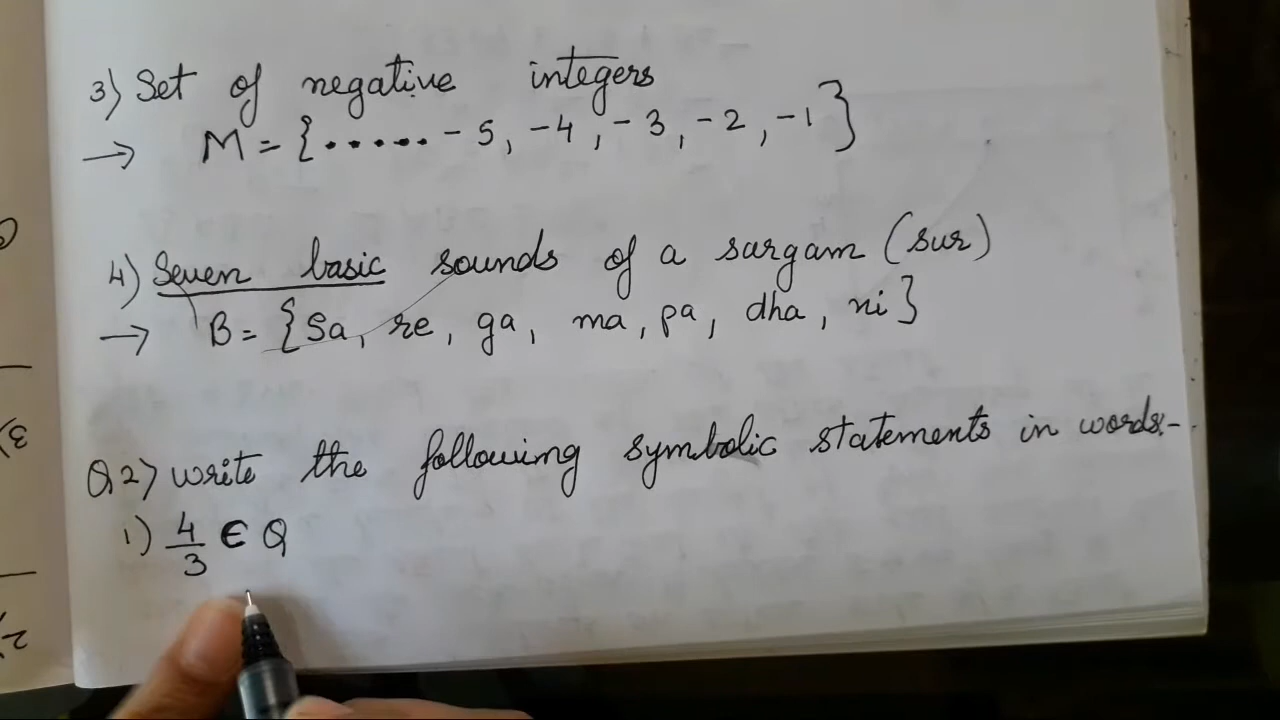 3) Set of negative integers
→ M = {..... -5, -4, -3, -2, -1}
4) Seven basic sounds of a sargam (sur)
→ B = {Sa, re, ga, ma, pa, dha, ni}
Q2) write the following symbolic statements in words:-
1) 4/3 ∈ Q